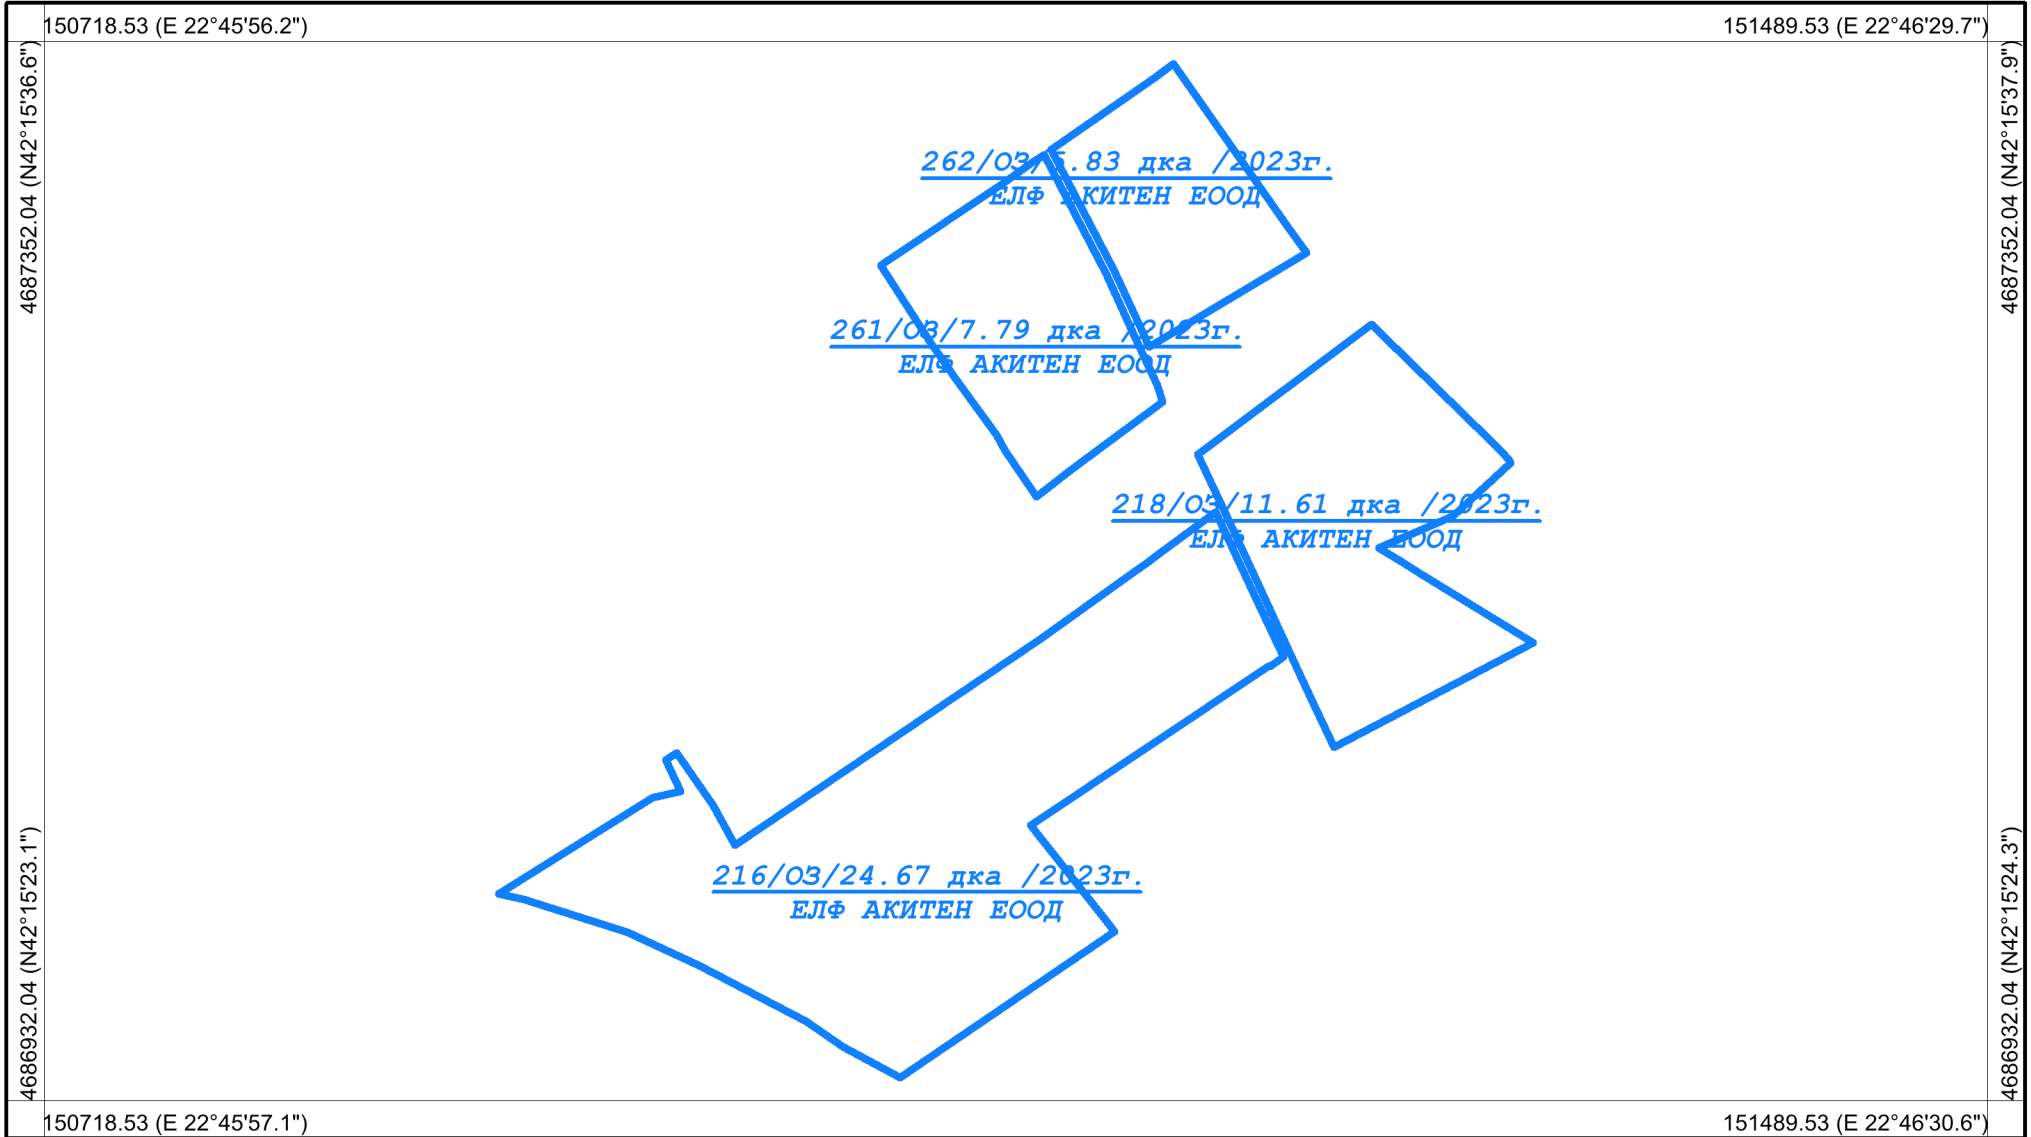 150718.53 (E 22°45'56.2")
151489.53 (E 22°46'29.7")
4687352.04 (N42°15'36.6")
4687352.04 (N42°15'37.9")
262/ОЗ/5.83 дка /2023г.
ЕЛФ АКИТЕН ЕООД
261/ОЗ/7.79 дка /2023г.
ЕЛФ АКИТЕН ЕООД
218/ОЗ/11.61 дка /2023г.
ЕЛФ АКИТЕН ЕООД
216/ОЗ/24.67 дка /2023г.
ЕЛФ АКИТЕН ЕООД
4686932.04 (N42°15'23.1")
4686932.04 (N42°15'24.3")
150718.53 (E 22°45'57.1")
151489.53 (E 22°46'30.6")